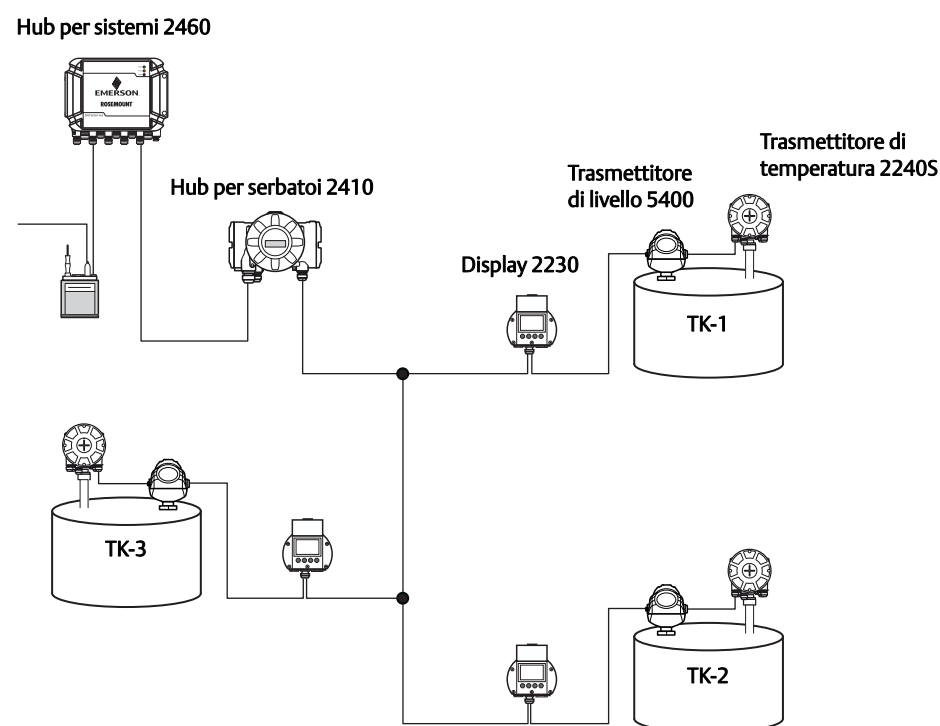 Hub per sistemi 2460
EMERSON
ROSEMOUNT
Hub per serbatoi 2410
Display 2230
Trasmettitore
di livello 5400
Trasmettitore di
temperatura 2240S
TK-1
TK-3
TK-2